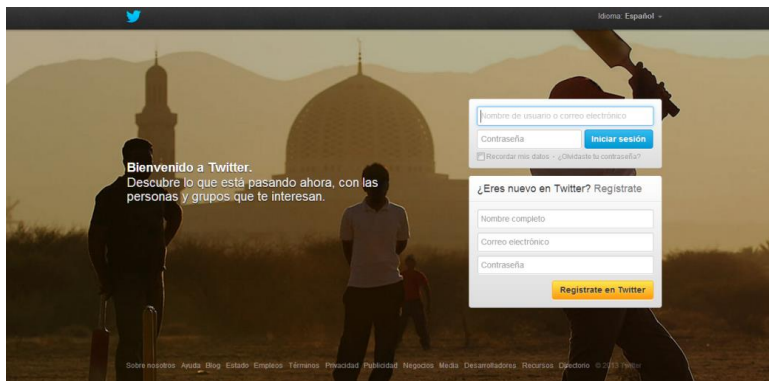 Idioma: Español
Nombre de usuario o correo electrónico
Contraseña
Iniciar sesión
Recordar mis datos · ¿Olvidaste tu contraseña?
Bienvenido a Twitter.
Descubre lo que está pasando ahora, con las
personas y grupos que te interesan.
¿Eres nuevo en Twitter? Regístrate
Nombre completo
Correo electrónico
Contraseña
Regístrate en Twitter
Sobre nosotros Ayuda Blog Estado Empleos Términos Privacidad Publicidad Negocios Media Desarrolladores Recursos Directorio © 2013 Twitter